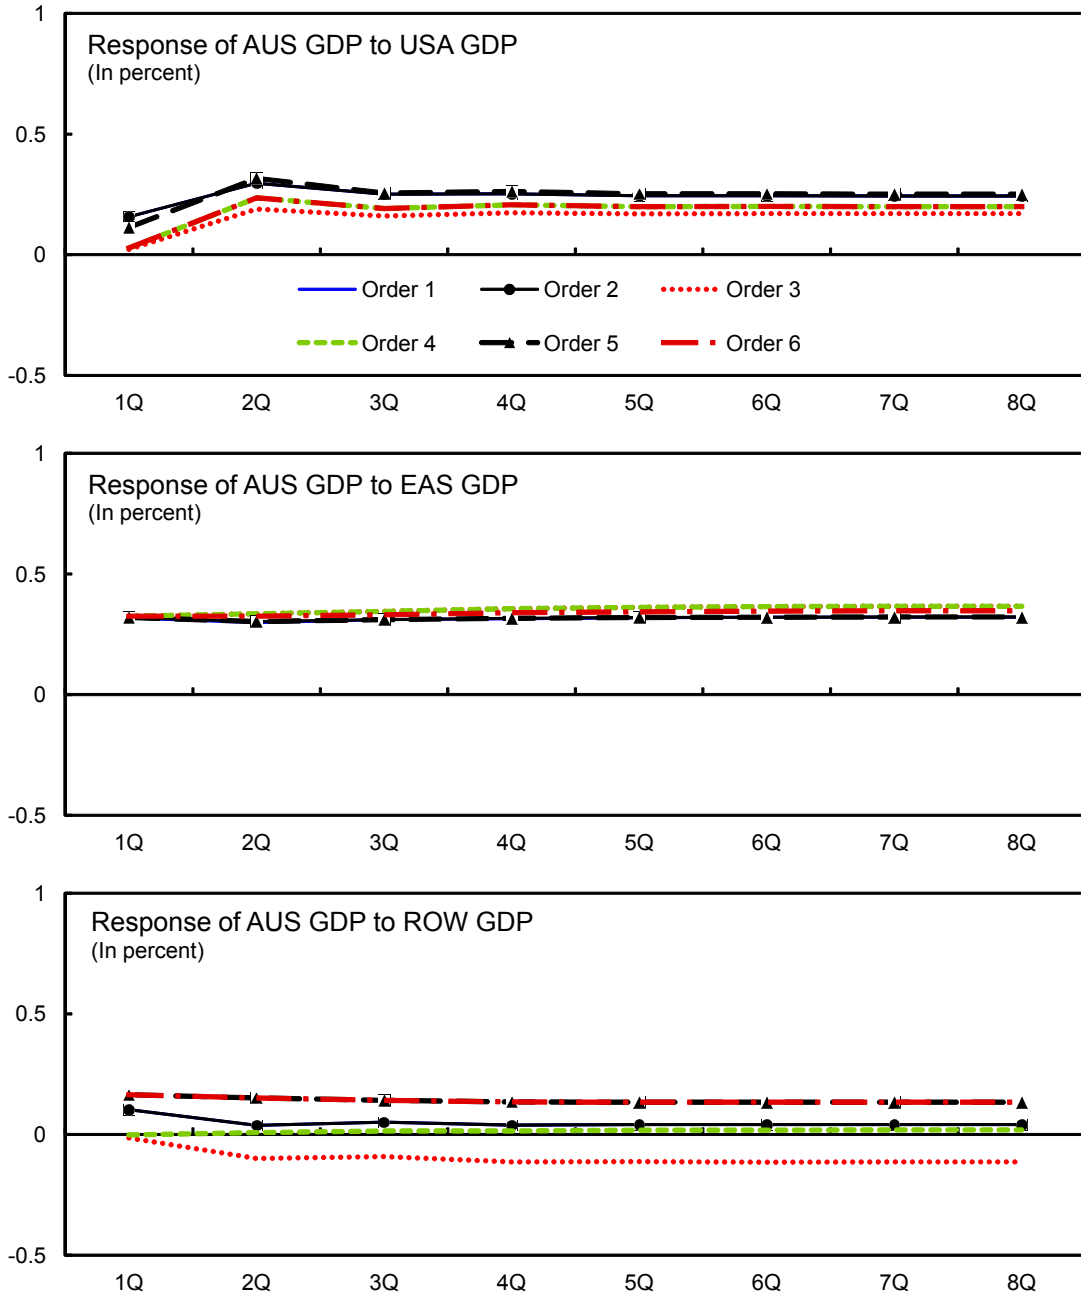 1
Response of AUS GDP to USA GDP
(In percent)
0.5
0
Order 1 Order 2 Order 3
Order 4 Order 5 Order 6
-0.5
1Q 2Q 3Q 4Q 5Q 6Q 7Q 8Q
1
Response of AUS GDP to EAS GDP
(In percent)
0.5
0
-0.5
1Q 2Q 3Q 4Q 5Q 6Q 7Q 8Q
1
Response of AUS GDP to ROW GDP
(In percent)
0.5
0
-0.5
1Q 2Q 3Q 4Q 5Q 6Q 7Q 8Q